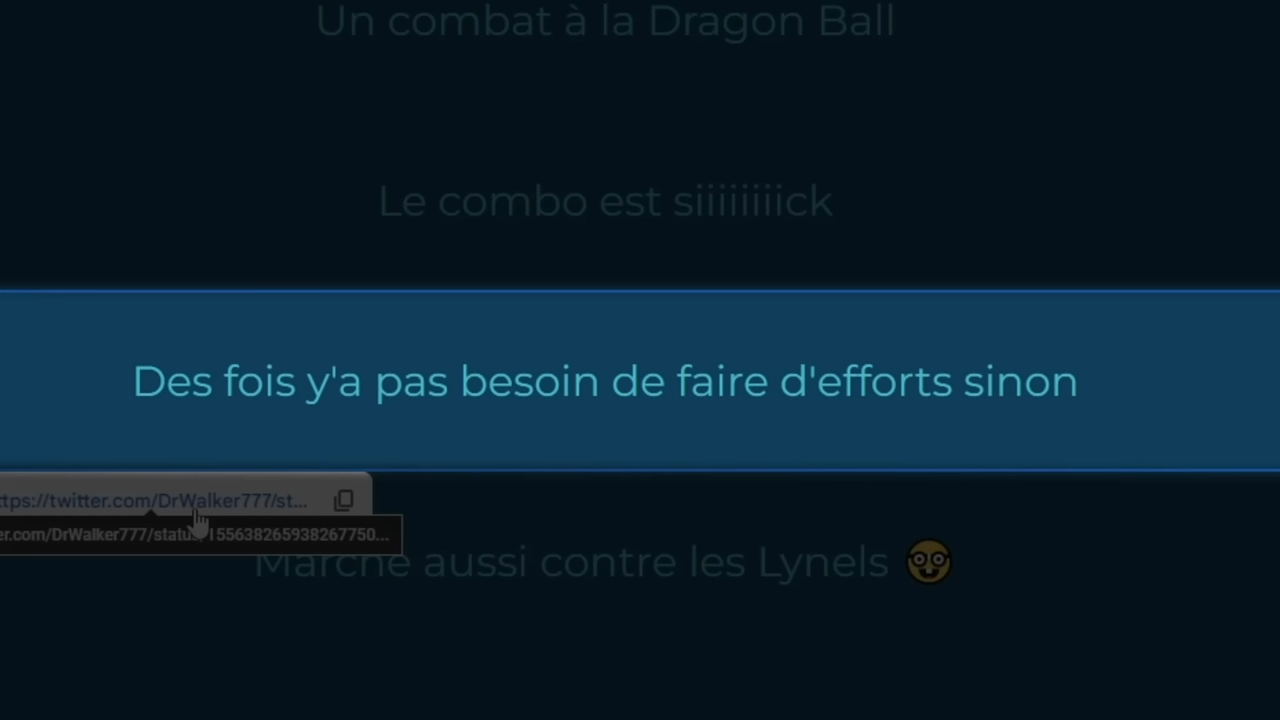 Un combat à la Dragon Ball
Le combo est siiiiiiiick
Des fois y'a pas besoin de faire d'efforts sinon
ttps://twitter.com/DrWalker777/st...
er.com/DrWalker777/status/155638265938267750...
Marche aussi contre les Lynels 🤓